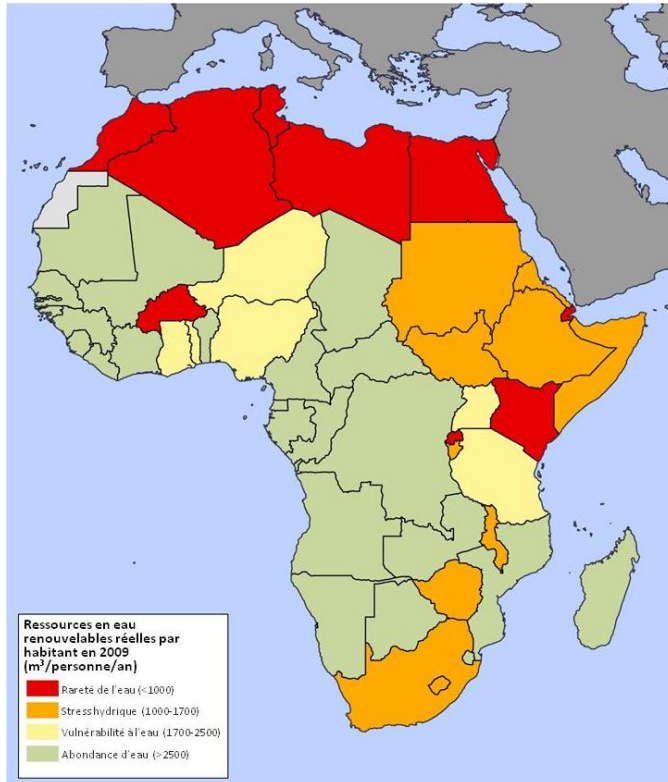 Ressources en eau
renouvelables réelles par
habitant en 2009
(m³/personne/an)
Rareté de l'eau (<1000)
Stress hydrique (1000-1700)
Vulnérabilité à l'eau (1700-2500)
Abondance d'eau (>2500)